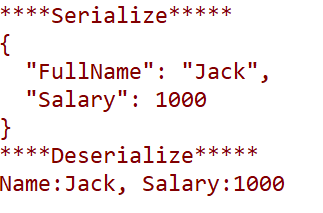 ****Serialize*****
{
  "FullName": "Jack",
  "Salary": 1000
}
****Deserialize*****
Name:Jack, Salary:1000